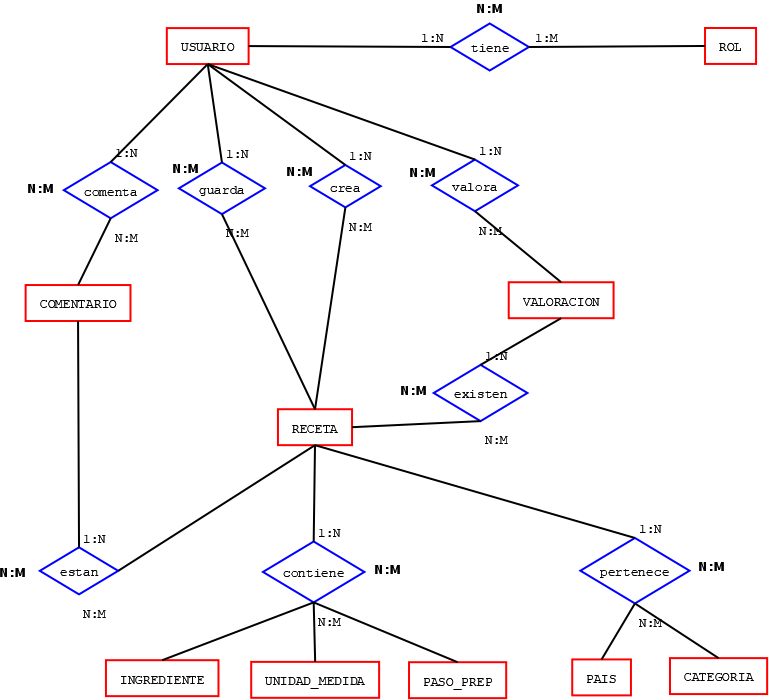 N:M
USUARIO
1:N
tiene
1:M
ROL
1:N
N:M
comenta
N:M
1:N
guarda
N:M
1:N
crea
N:M
1:N
valora
N:M
N:M
N:M
N:M
COMENTARIO
VALORACION
1:N
N:M
existen
N:M
RECETA
1:N
N:M
estan
N:M
1:N
contiene
N:M
N:M
1:N
pertenece
N:M
N:M
INGREDIENTE
UNIDAD_MEDIDA
PASO_PREP
PAIS
CATEGORIA